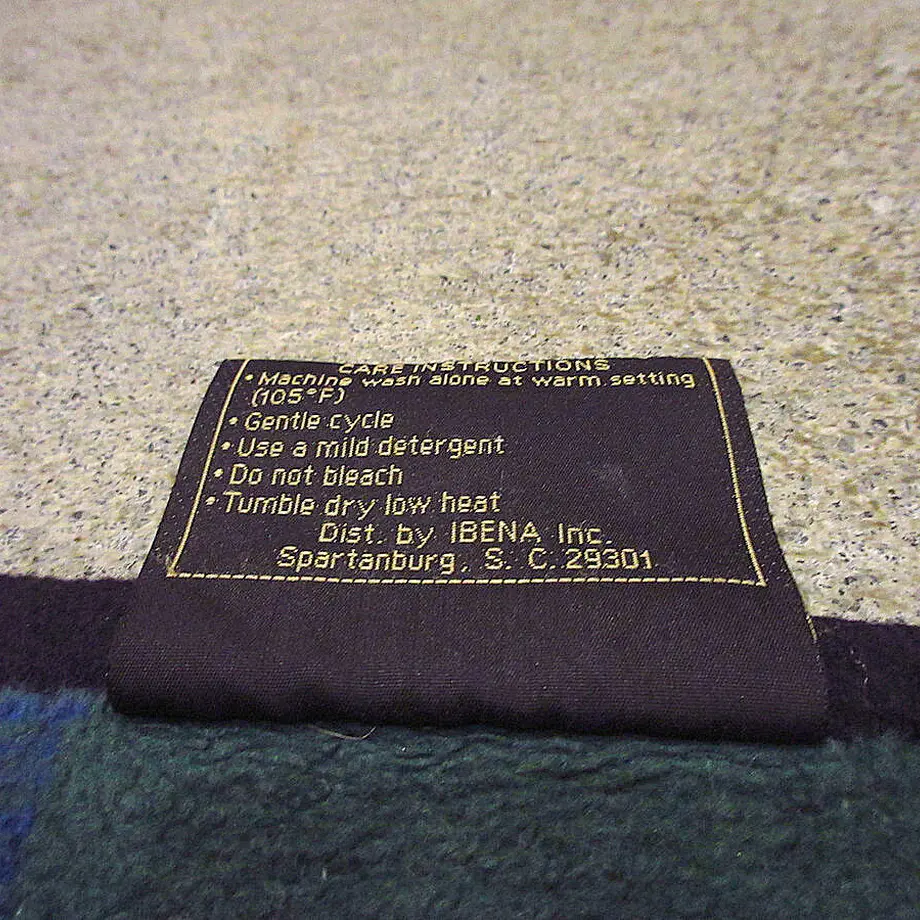 CARE INSTRUCTIONS
• Machine wash alone at warm setting
(105°F)
• Gentle cycle
• Use a mild detergent
• Do not bleach
• Tumble dry low heat
Dist. by IBENA Inc.
Spartanburg, S. C. 29301